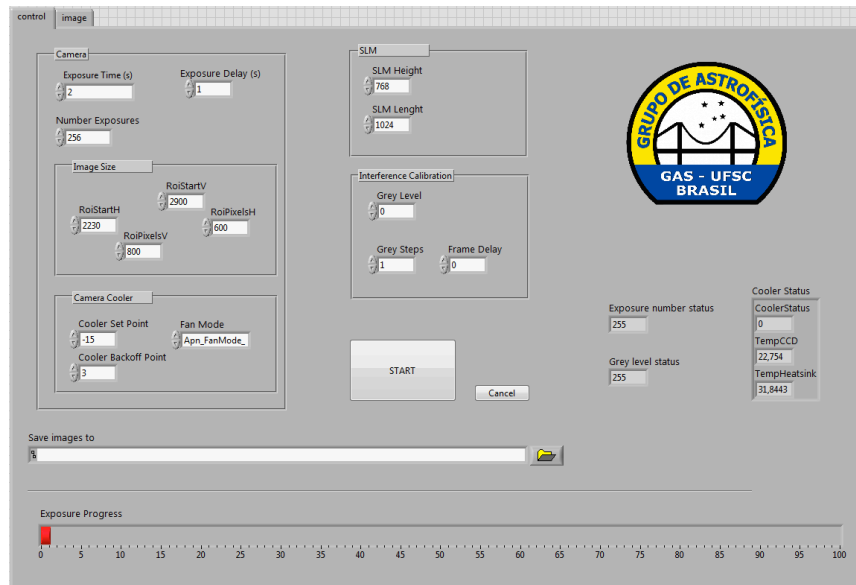 control image
Camera
Exposure Time (s)
2
Exposure Delay (s)
1
Number Exposures
256
Image Size
RoiStartV
2900
RoiStartH
2230
RoiPixelsH
600
RoiPixelsV
800
Camera Cooler
Cooler Set Point
-15
Fan Mode
Apn_FanMode_
Cooler Backoff Point
3
SLM
SLM Height
768
SLM Lenght
1024
Interference Calibration
Grey Level
0
Grey Steps
1
Frame Delay
0
START
Cancel
GRUPO DE ASTROFÍSICA
GAS - UFSC
BRASIL
Exposure number status
255
Grey level status
255
Cooler Status
CoolerStatus
0
TempCCD
22,754
TempHeatsink
31,8443
Save images to
Exposure Progress
0 5 10 15 20 25 30 35 40 45 50 55 60 65 70 75 80 85 90 95 100